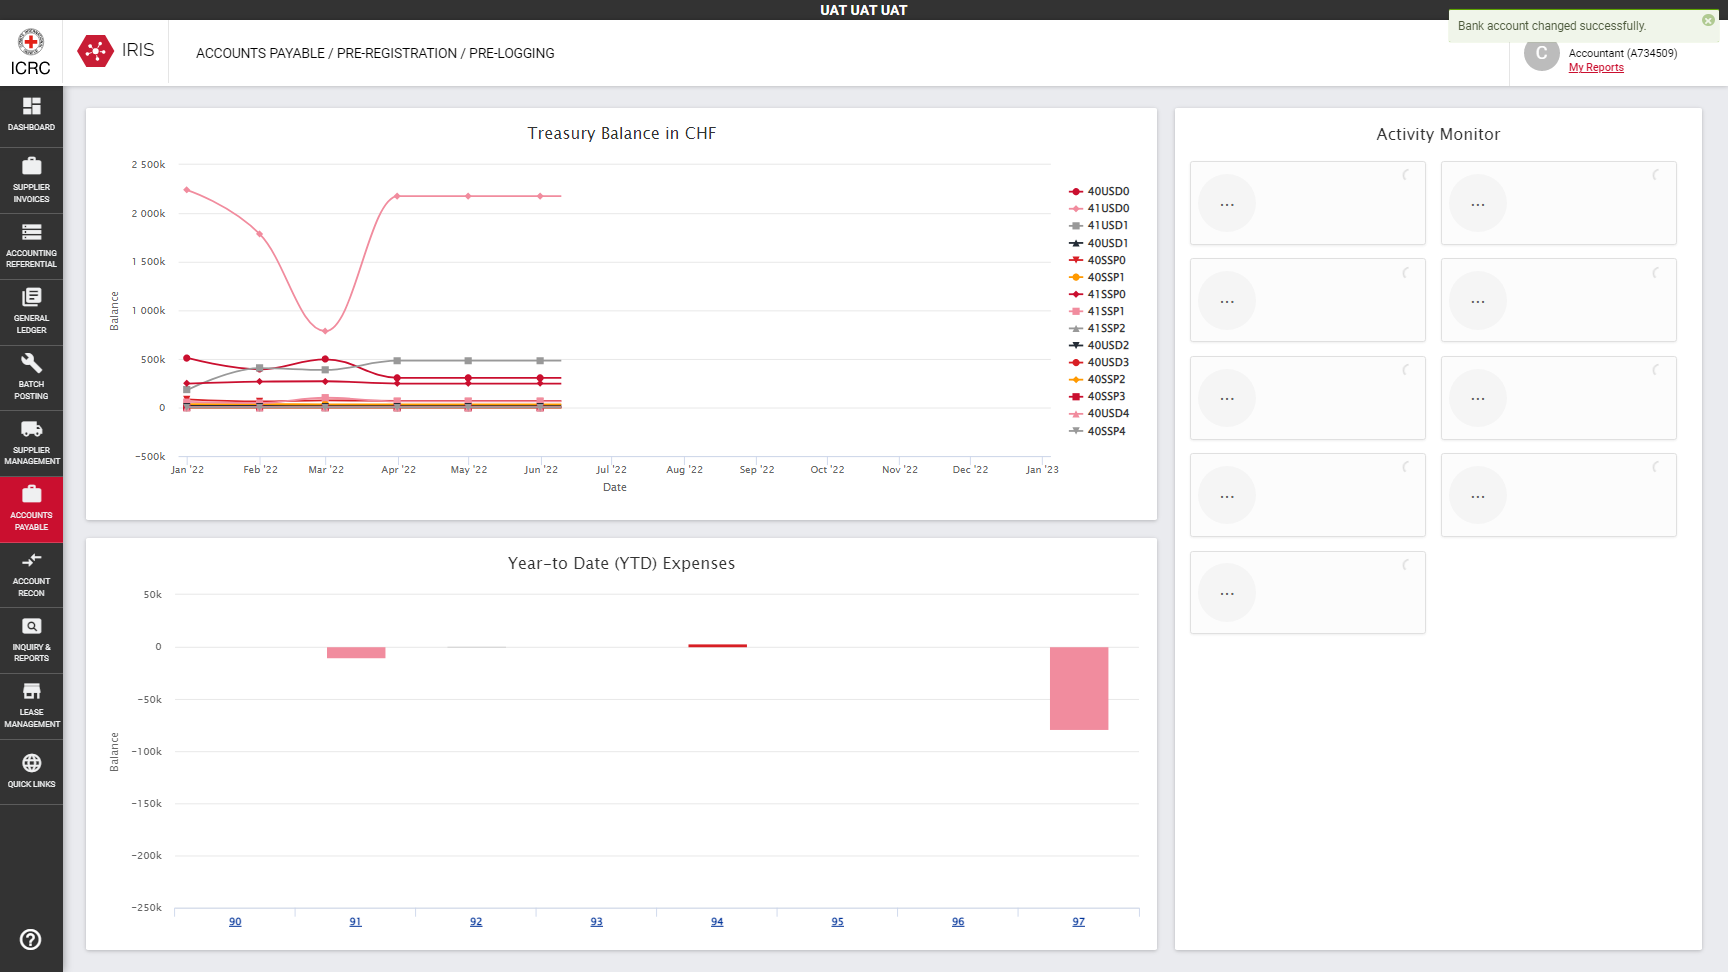 UAT UAT UAT
ICRC
IRIS
ACCOUNTS PAYABLE / PRE-REGISTRATION / PRE-LOGGING
Bank account changed successfully.
C
Accountant (A734509)
My Reports
DASHBOARD
SUPPLIER
INVOICES
ACCOUNTING
REFERENTIAL
GENERAL
LEDGER
BATCH
POSTING
SUPPLIER
MANAGEMENT
ACCOUNTS
PAYABLE
ACCOUNT
RECON
INQUIRY &
REPORTS
LEASE
MANAGEMENT
QUICK LINKS
Treasury Balance in CHF
2 500k
2 000k
1 500k
1 000k
500k
0
−500k
Balance
Jan '22 Feb '22 Mar '22 Apr '22 May '22 Jun '22 Jul '22 Aug '22 Sep '22 Oct '22 Nov '22 Dec '22 Jan '23
Date
40USD0
41USD0
41USD1
40USD1
40SSP0
40SSP1
41SSP0
41SSP1
41SSP2
40USD2
40USD3
40SSP2
40SSP3
40USD4
40SSP4
Year-to Date (YTD) Expenses
50k
0
−50k
−100k
−150k
−200k
−250k
Balance
90 91 92 93 94 95 96 97
Activity Monitor
... ...
... ...
... ...
... ...
...